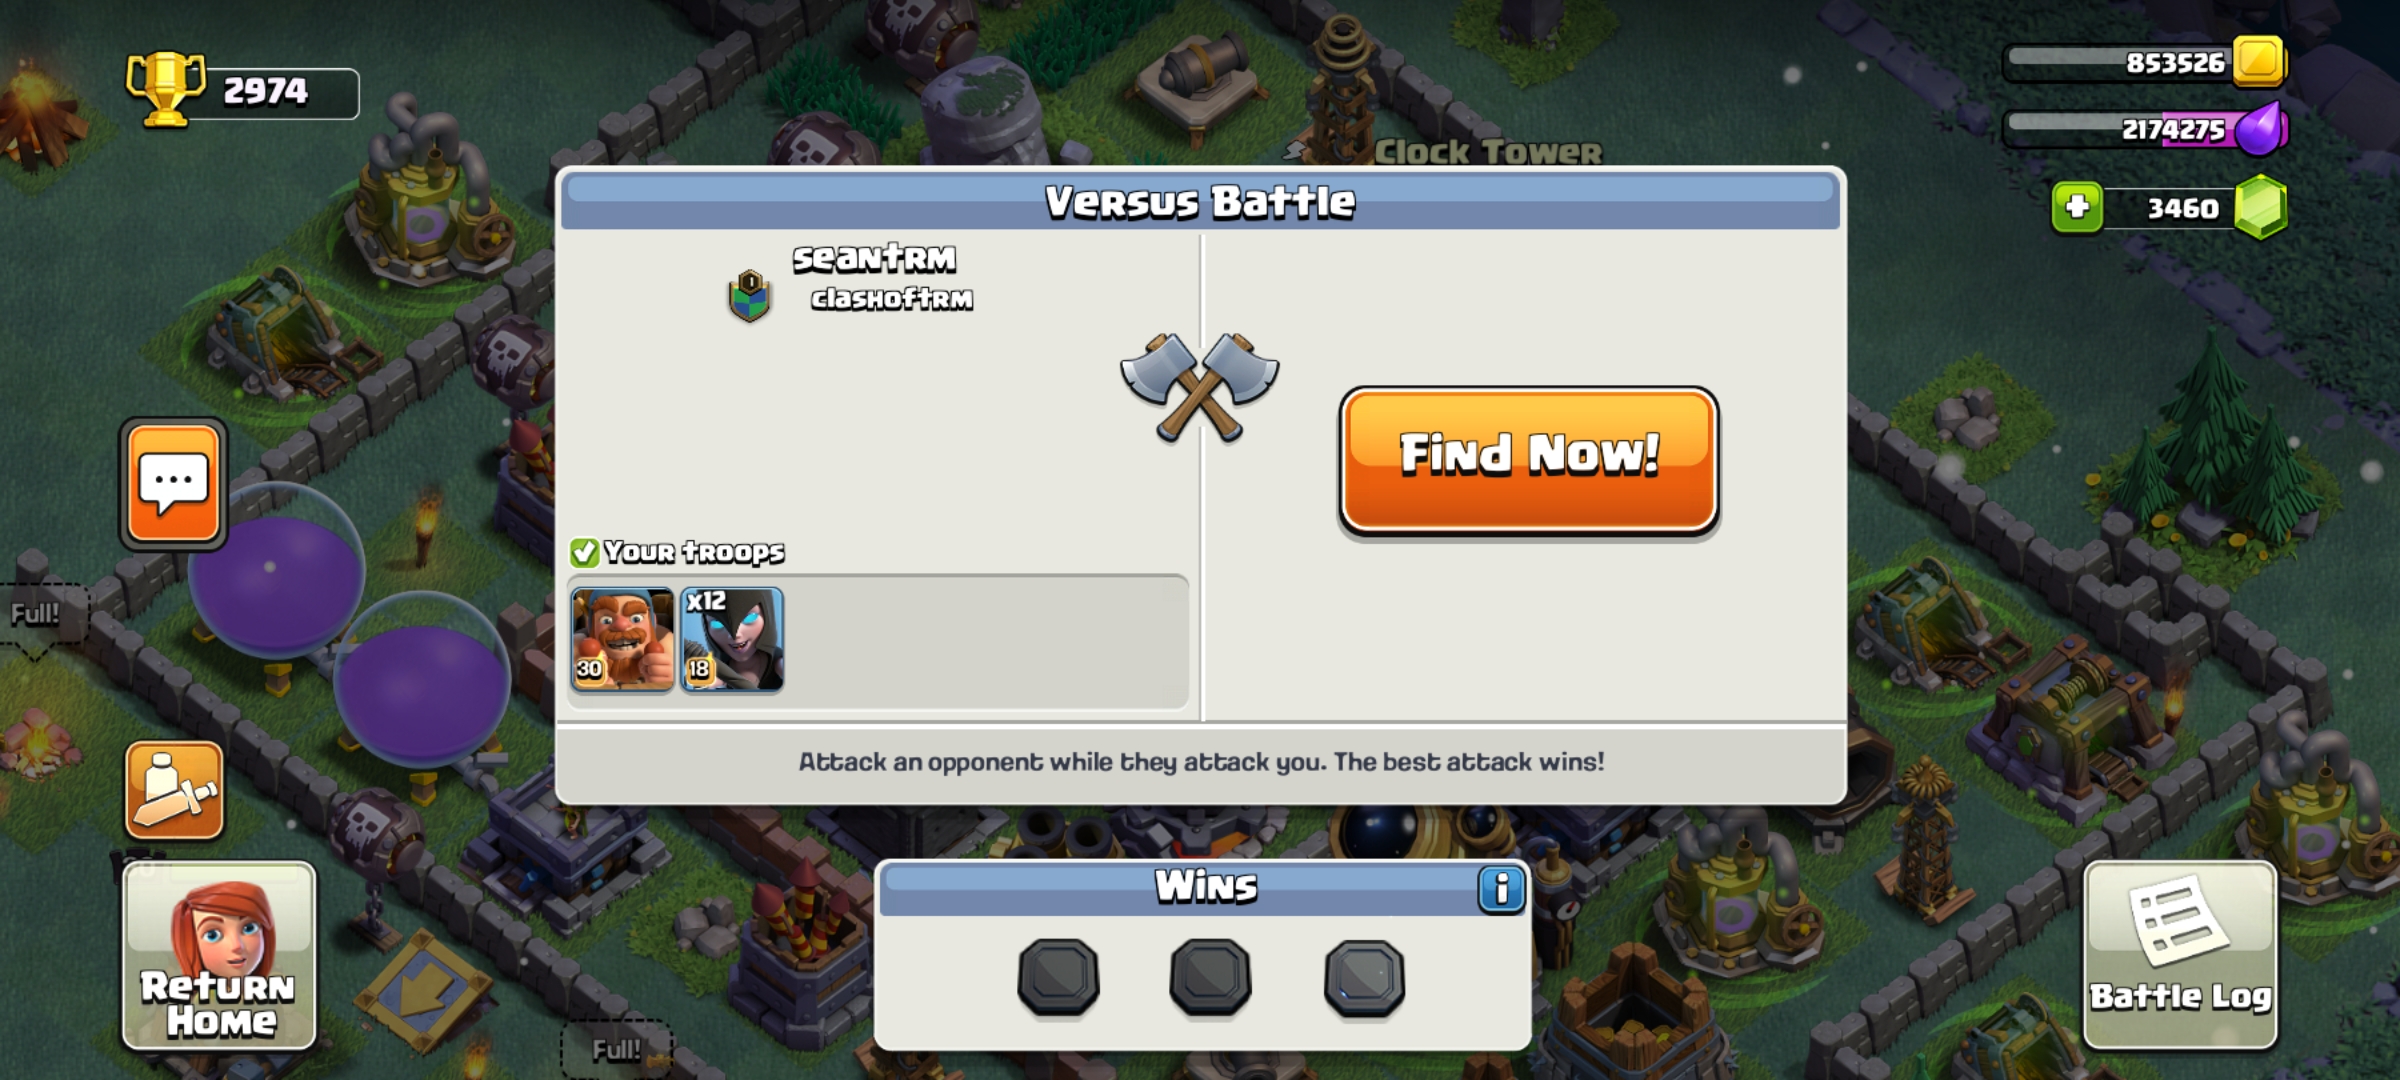 2974
853526
2174275
3460
Clock Tower
Versus Battle
seantrm
clashoftrm
1
Find Now!
Your troops
30
x12
18
Attack an opponent while they attack you. The best attack wins!
Full!
Wins
i
Return
Home
Battle Log
Full!